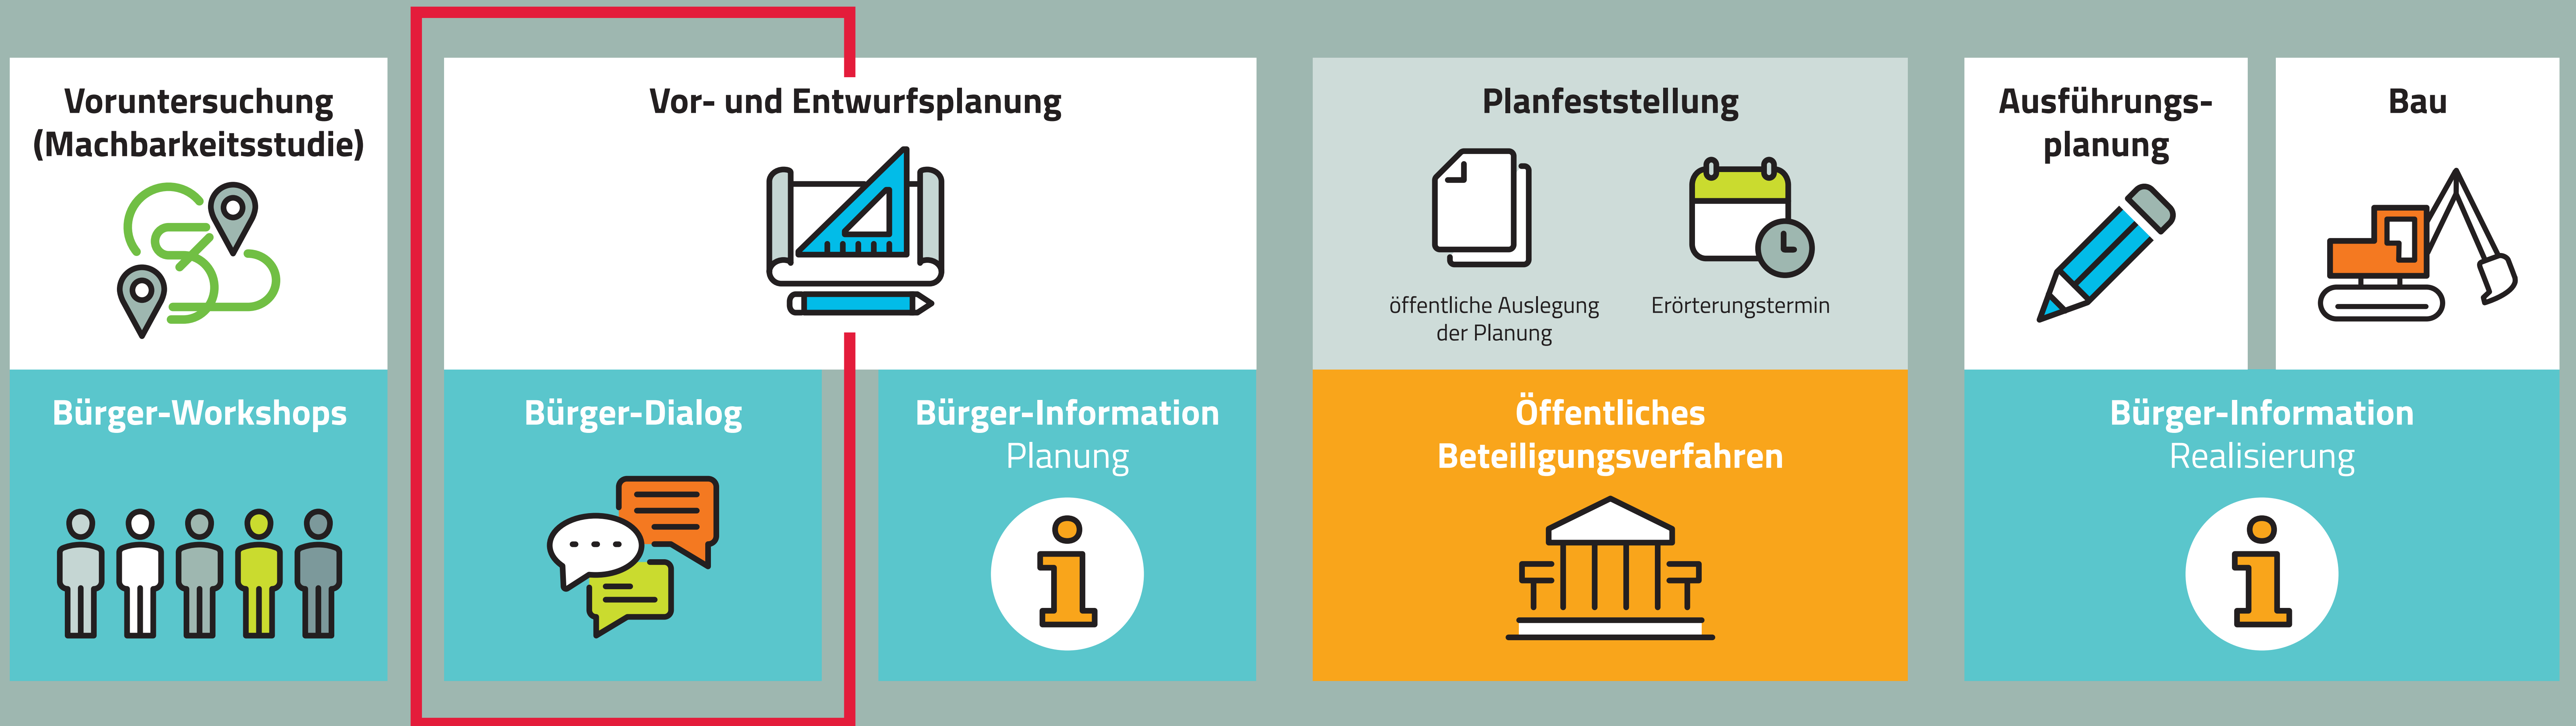 Voruntersuchung
(Machbarkeitsstudie)
Bürger-Workshops
Vor- und Entwurfsplanung
Bürger-Dialog
Bürger-Information
Planung
Planfeststellung
öffentliche Auslegung
der Planung
Erörterungstermin
Öffentliches
Beteiligungsverfahren
Ausführungs-
planung
Bau
Bürger-Information
Realisierung